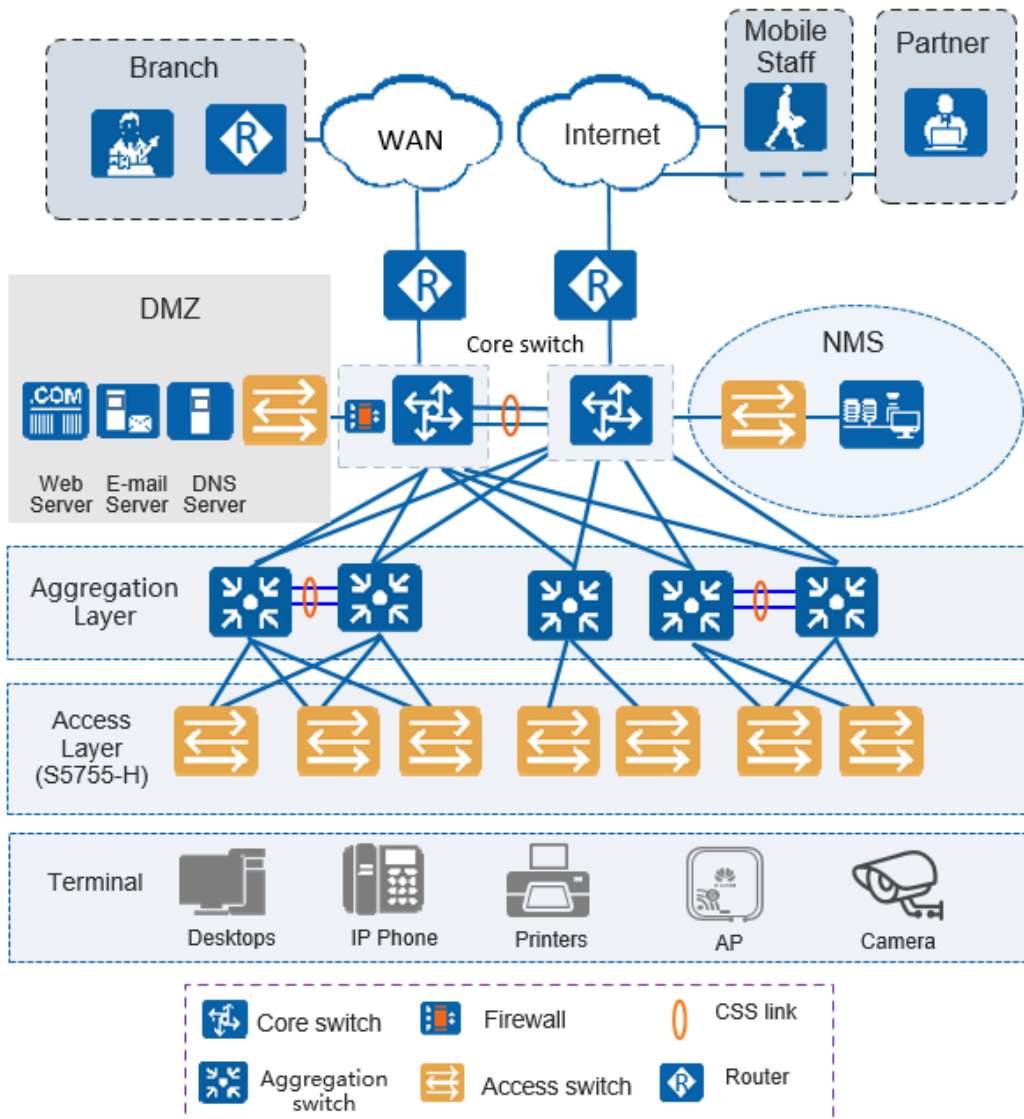 Branch
WAN
Internet
Mobile
Staff
Partner
R
R
R
DMZ
Core switch
NMS
.COM
Web
Server
E-mail
Server
DNS
Server
Aggregation
Layer
Access
Layer
(S5755-H)
Terminal
Desktops
IP Phone
Printers
AP
Camera
Core switch
Firewall
CSS link
Aggregation
switch
Access switch
R
Router